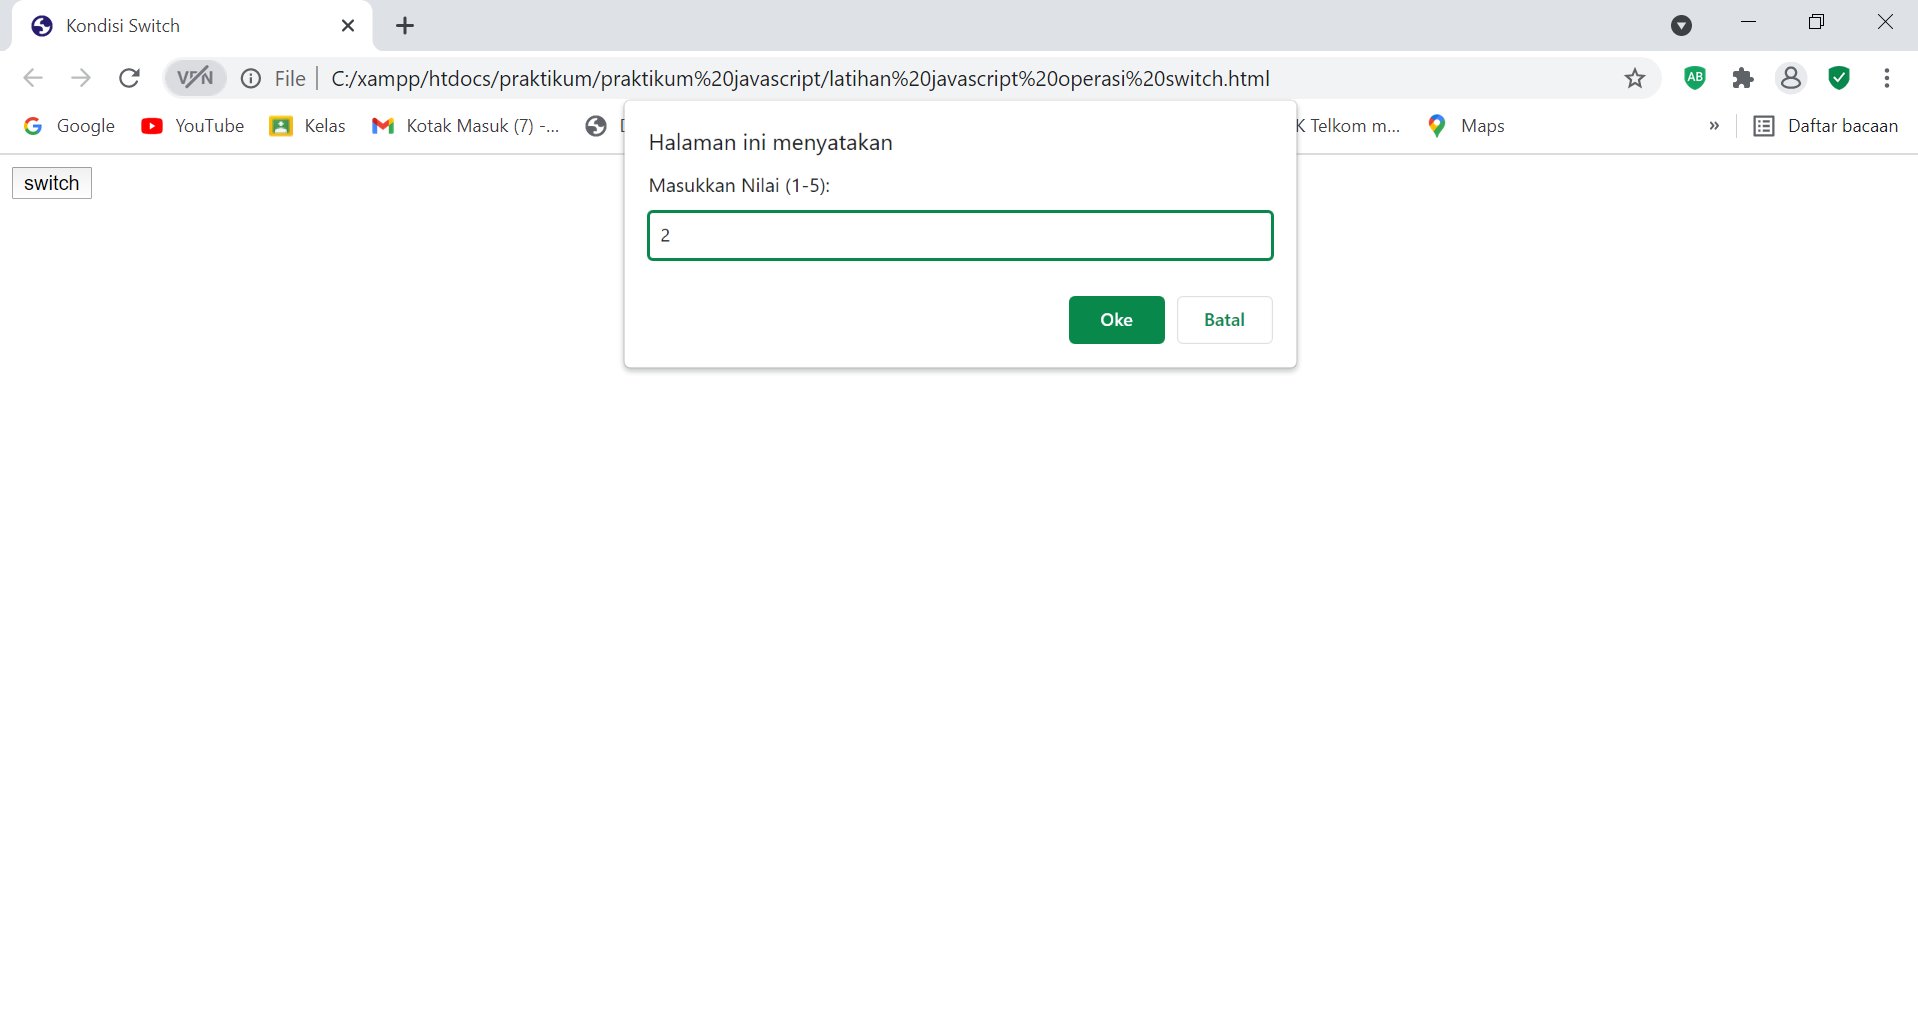 Kondisi Switch
VPN File C:/xampp/htdocs/praktikum/praktikum%20javascript/latihan%20javascript%20operasi%20switch.html AB
Google YouTube Kelas Kotak Masuk (7) -... K Telkom m... Maps » Daftar bacaan
Halaman ini menyatakan
switch
Masukkan Nilai (1-5):
2
Oke Batal